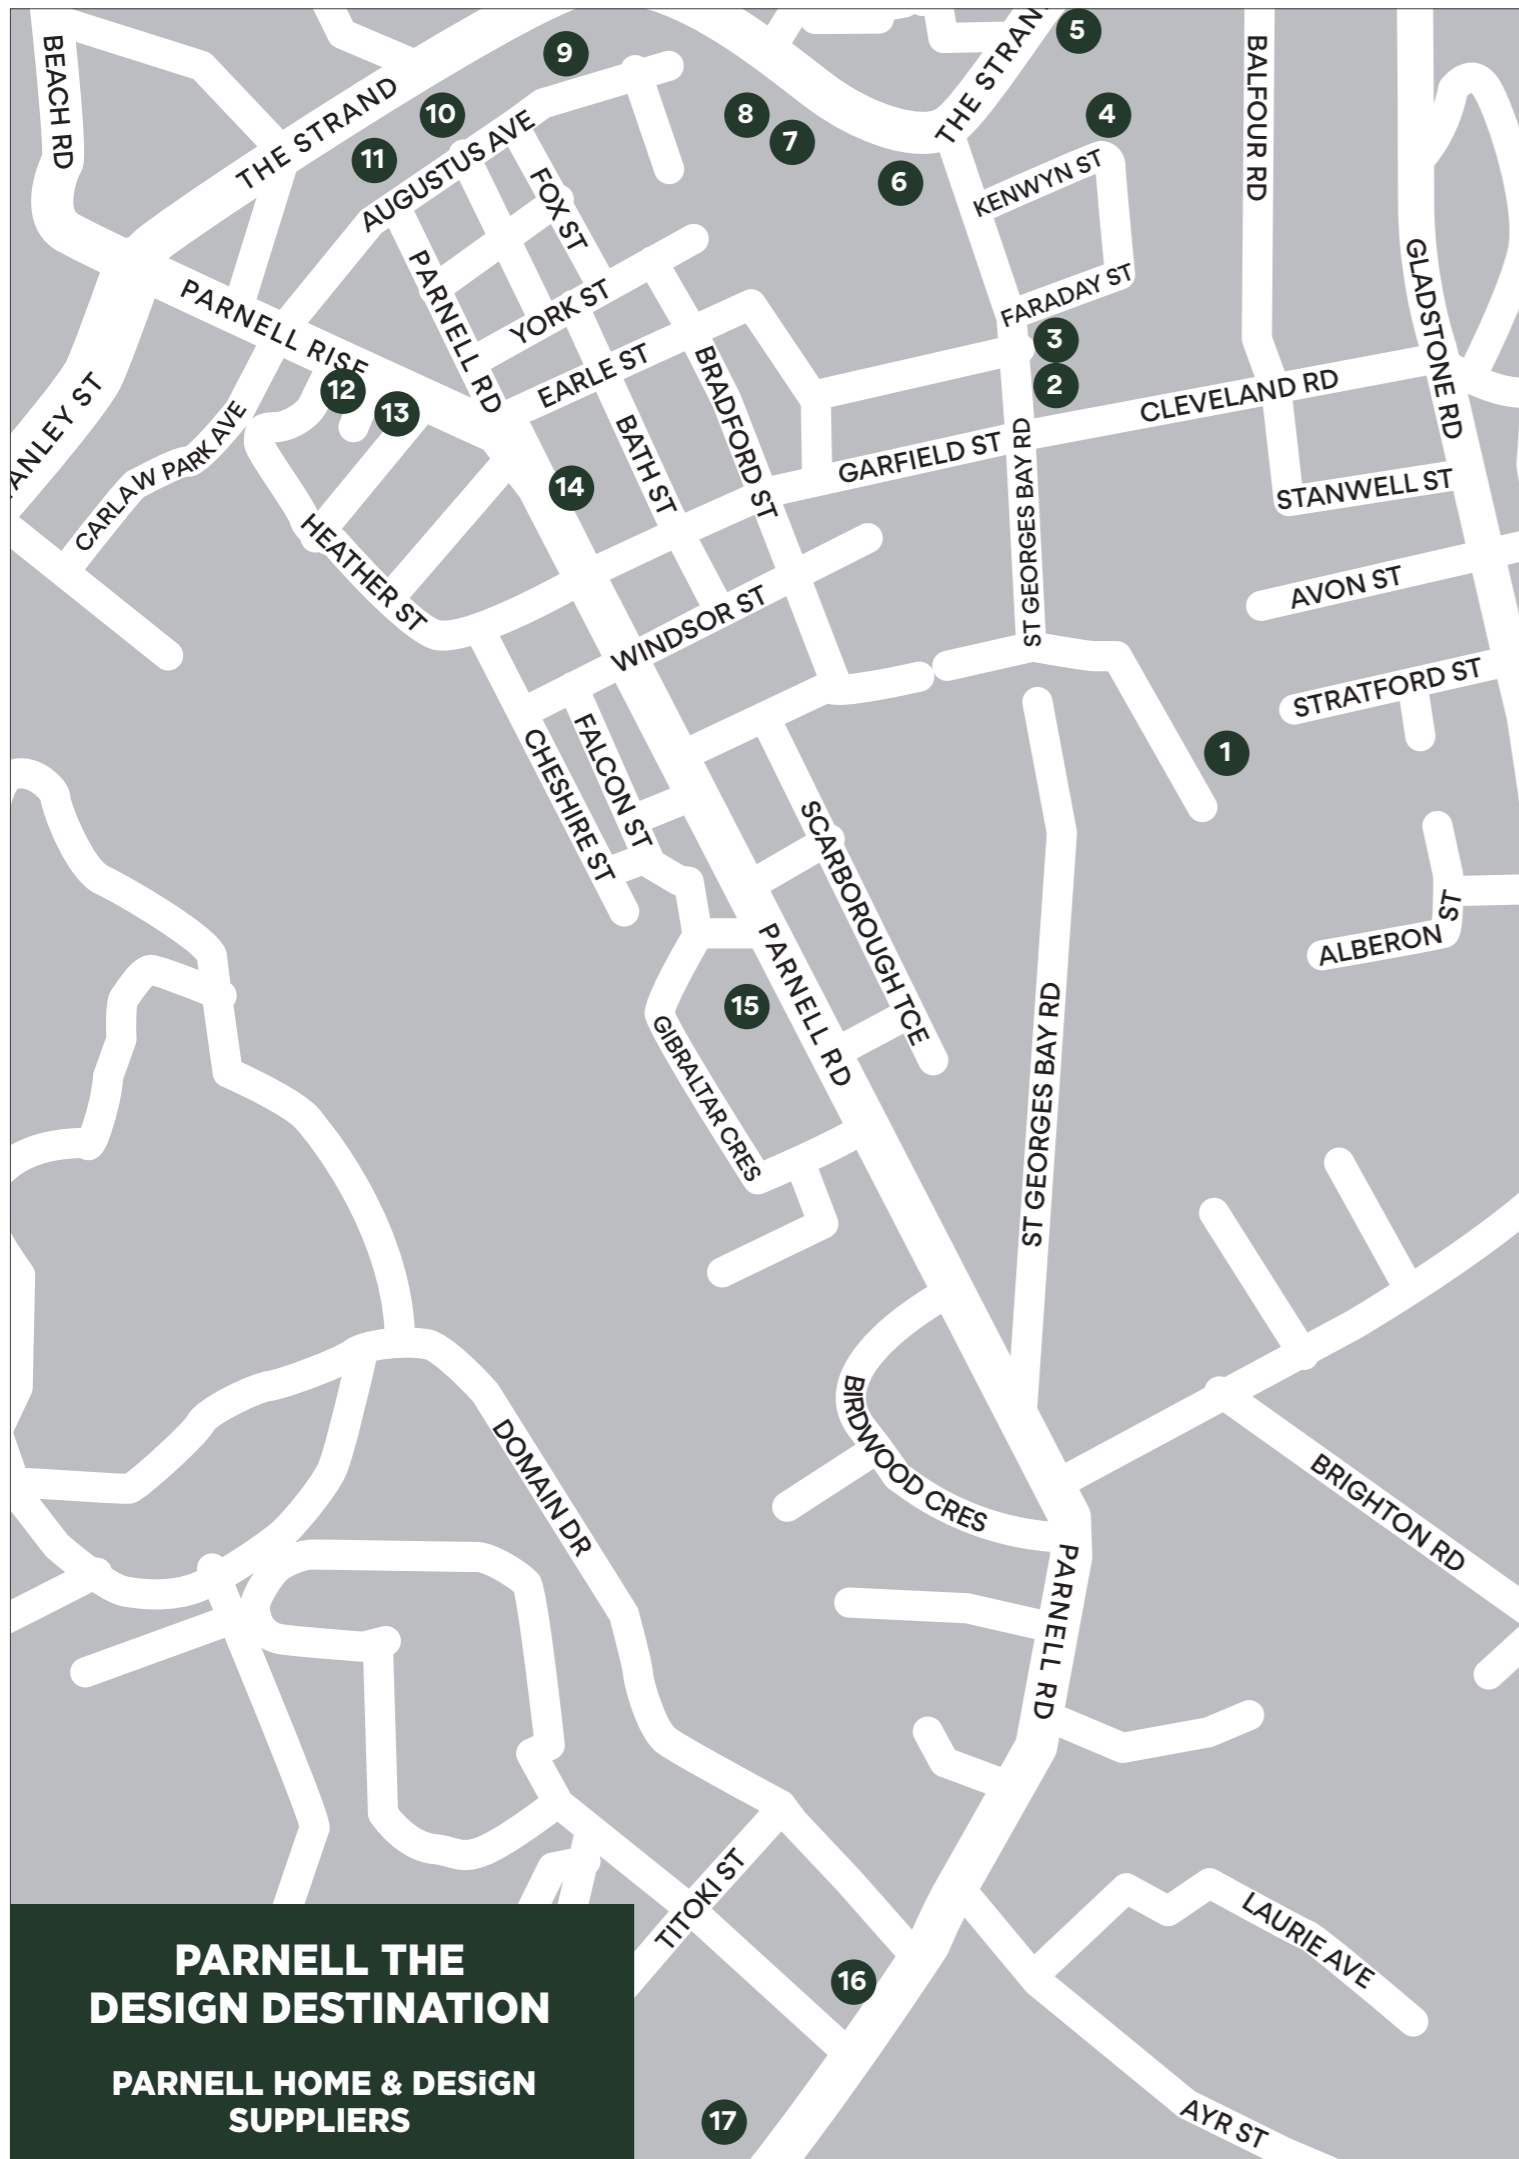 BEACH RD
THE STRAND
9
10
11
AUGUSTUS AVE
8
7
6
THE STRAN
5
4
KENWYN ST
FARADAY ST
3
2
BALFOUR RD
GLADSTONE RD
FOX ST
PARNELL RD
YORK ST
EARLE ST
PARNELL RISE
12
13
ANLEY ST
CARLAW PARK AVE
HEATHER ST
14
BATH ST
BRADFORD ST
GARFIELD ST
CLEVELAND RD
STANWELL ST
ST GEORGES BAY RD
AVON ST
WINDSOR ST
STRATFORD ST
1
FALCON ST
CHESHIRE ST
SCARBOROUGH TCE
ALBERON ST
PARNELL RD
15
GIBRALTAR CRES
ST GEORGES BAY RD
BIRDWOOD CRES
DOMAIN DR
BRIGHTON RD
PARNELL RD
TITOKI ST
16
LAURIE AVE
17
AYR ST
PARNELL THE
DESIGN DESTINATION
PARNELL HOME & DESiGN
SUPPLIERS